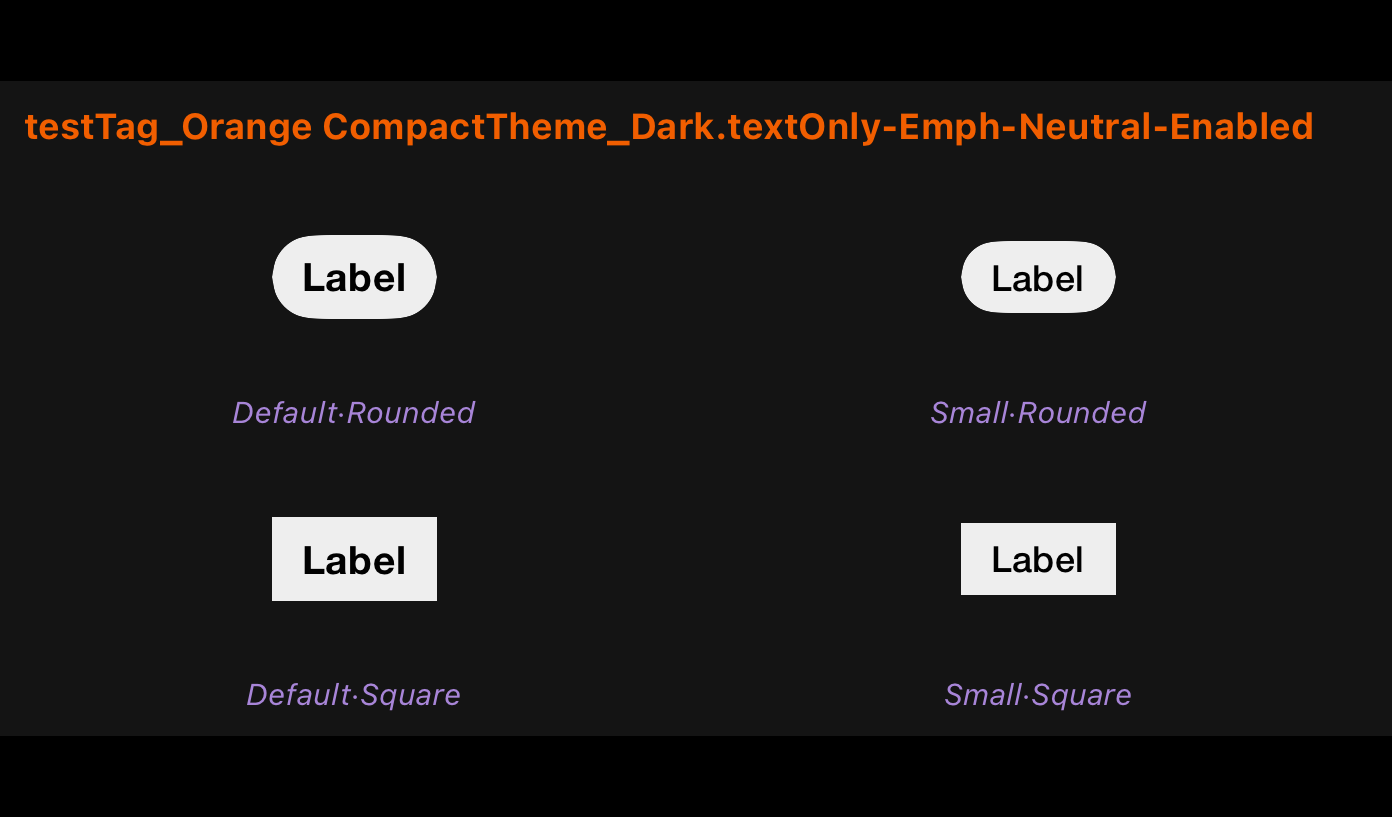 testTag_Orange CompactTheme_Dark.textOnly-Emph-Neutral-Enabled
Label
Label
Default·Rounded
Small·Rounded
Label
Label
Default·Square
Small·Square